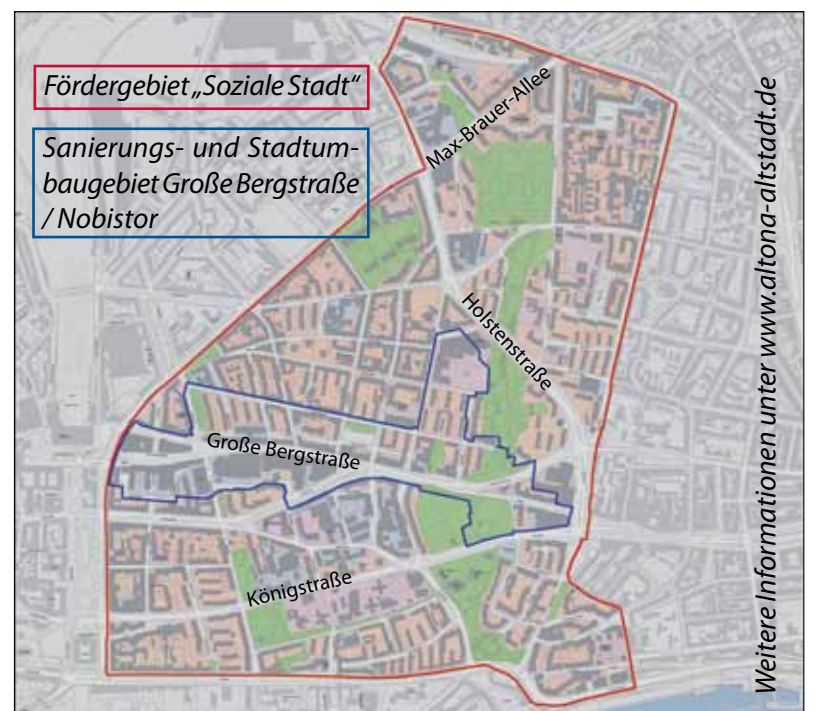 Fördergebiet „Soziale Stadt“
Sanierungs- und Stadtum-
baugebiet Große Bergstraße
/ Nobistor
Max-Brauer-Allee
Holstenstraße
Große Bergstraße
Königstraße
Weitere Informationen unter www.altona-altstadt.de